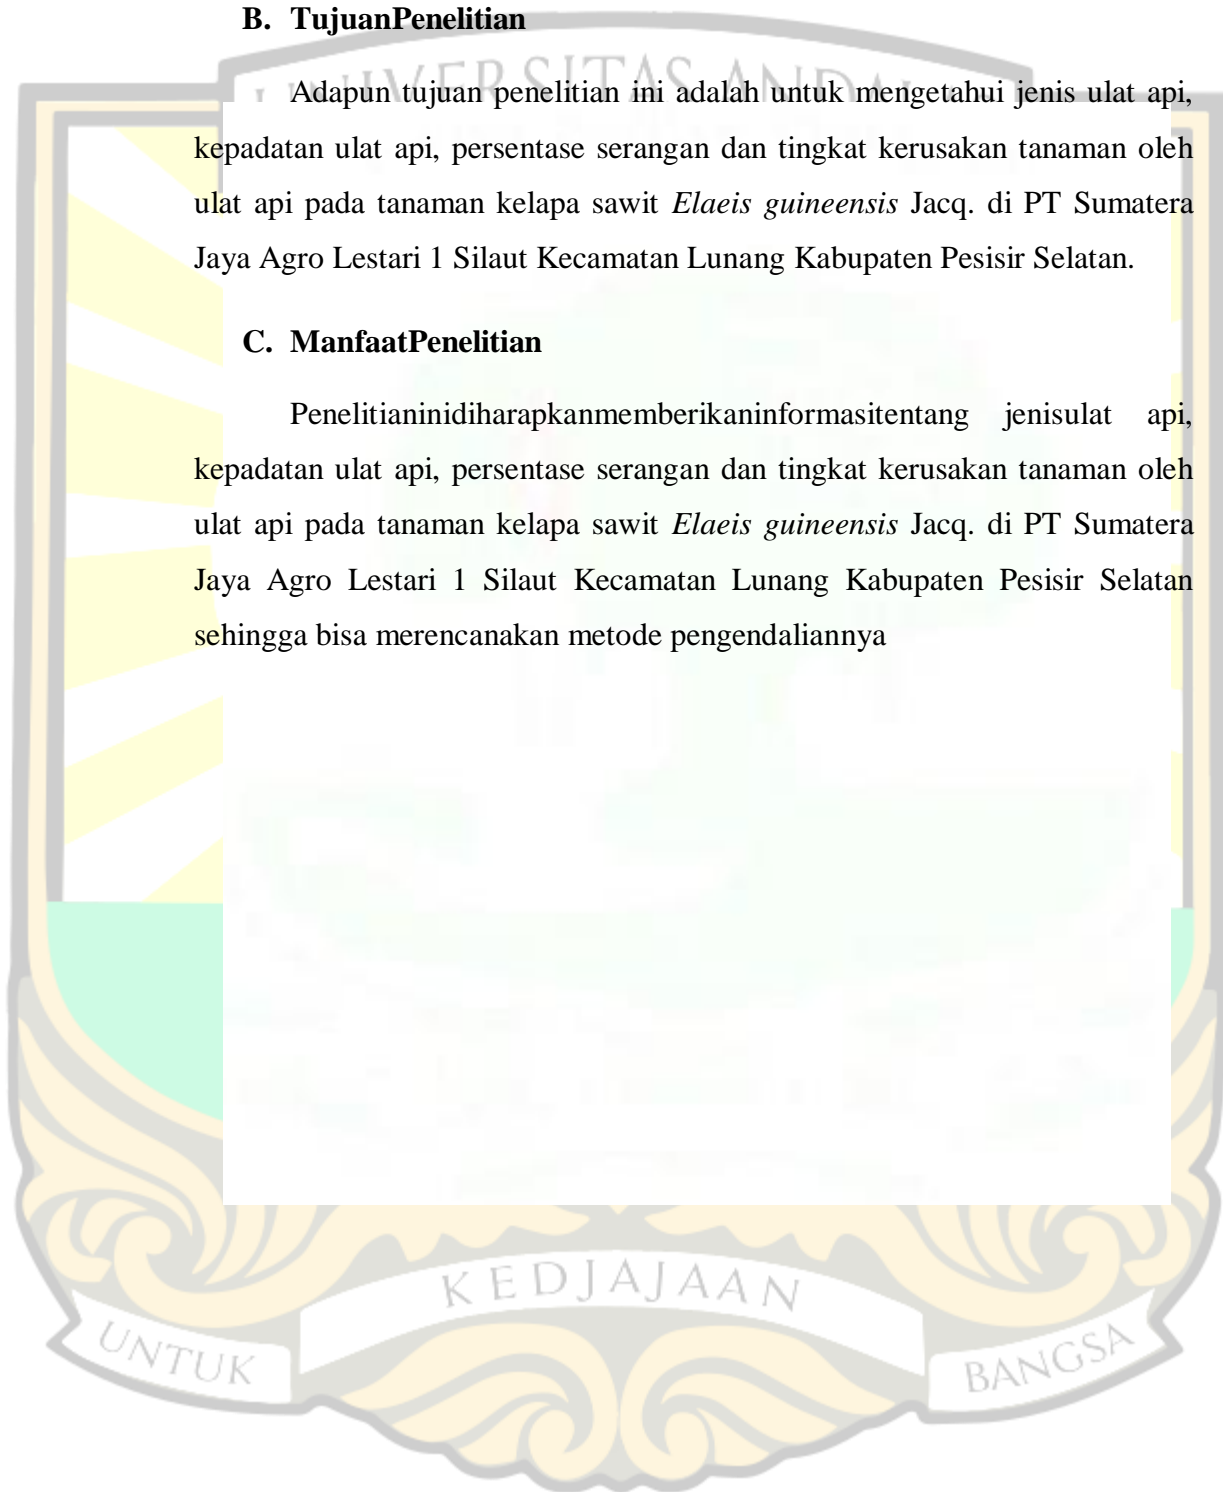 B. TujuanPenelitian
UNIVERSITAS ANDALAS
Adapun tujuan penelitian ini adalah untuk mengetahui jenis ulat api,
kepadatan ulat api, persentase serangan dan tingkat kerusakan tanaman oleh
ulat api pada tanaman kelapa sawit Elaeis guineensis Jacq. di PT Sumatera
Jaya Agro Lestari 1 Silaut Kecamatan Lunang Kabupaten Pesisir Selatan.
C. ManfaatPenelitian
Penelitianinidiharapkanmemberikaninformasitentang jenisulat api,
kepadatan ulat api, persentase serangan dan tingkat kerusakan tanaman oleh
ulat api pada tanaman kelapa sawit Elaeis guineensis Jacq. di PT Sumatera
Jaya Agro Lestari 1 Silaut Kecamatan Lunang Kabupaten Pesisir Selatan
sehingga bisa merencanakan metode pengendaliannya
UNTUK KEDJAJAAN BANGSA